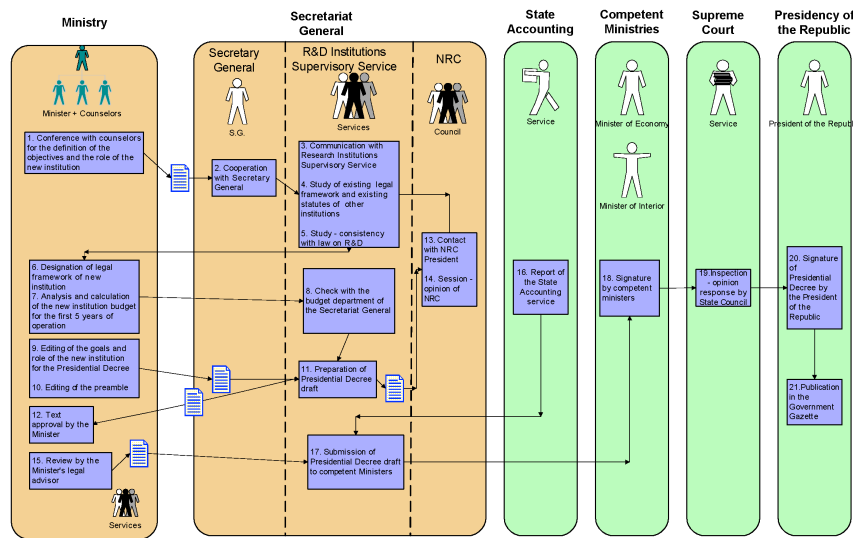 Ministry
Secretariat
General
State
Accounting
Competent
Ministries
Supreme
Court
Presidency of
the Republic
Secretary
General
R&D Institutions
Supervisory Service
NRC
Minister + Counselors
S.G.
Services
Council
Service
Minister of Economy
Service
President of the Republ
Minister of Interior
1. Conference with counselors
for the definition of the
objectives and the role of the
new institution
2. Cooperation
with Secretary
General
3. Communication with
Research Institutions
Supervisory Service
4. Study of existing legal
framework and existing
statutes of other
institutions
5. Study - consistency
with law on R&D
13. Contact
with NRC
President
14. Session -
opinion of
NRC
6. Designation of legal
framework of new
institution
7. Analysis and calculation
of the new institution budget
for the first 5 years of
operation
8. Check with the
budget department of
the Secretariat General
16. Report of
the State
Accounting
service
18. Signature
by competent
ministers
19.Inspection
- opinion
response by
State Council
20. Signature
of
Presidential
Decree by the
President of
the Republic
9. Editing of the goals and
role of the new institution
for the Presidential Decree
10. Editing of the preamble
11. Preparation of
Presidential Decree
draft
21.Publication
in the
Government
Gazette
12. Text
approval by the
Minister
15. Review by the
Minister's legal
advisor
17. Submission of
Presidential Decree draft
to competent Ministers
Services